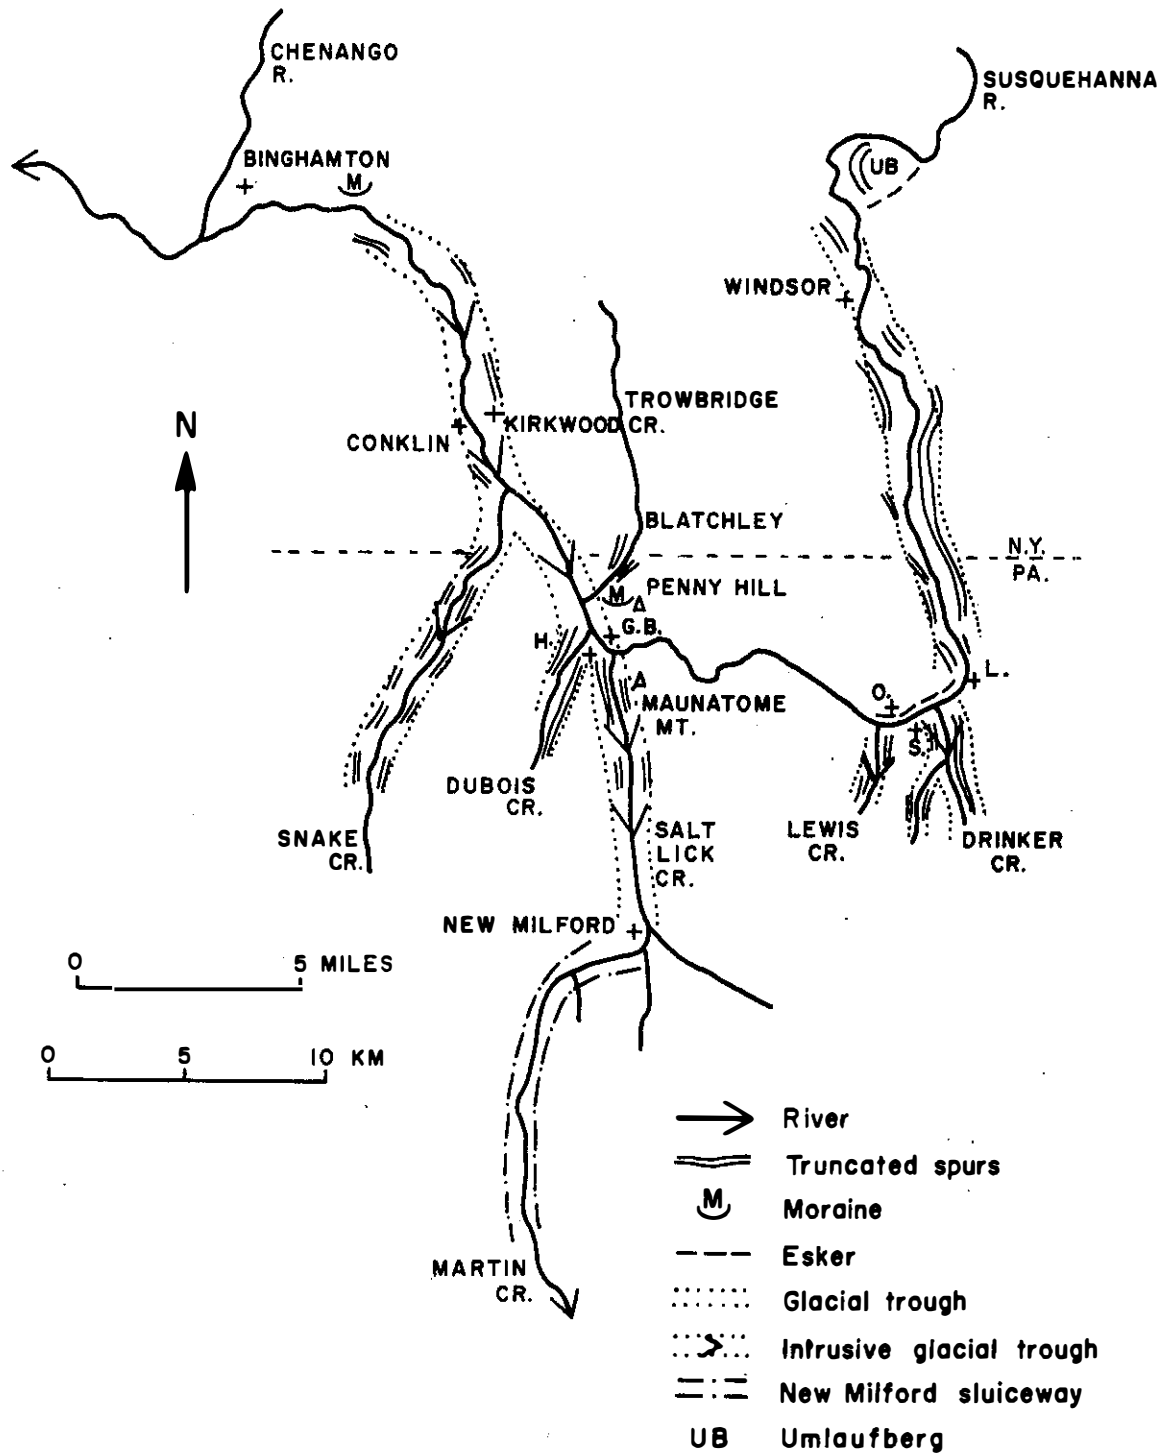 CHENANGO
R.
SUSQUEHANNA
R.
BINGHAMTON
M
UB
WINDSOR
TROWBRIDGE
CR.
KIRKWOOD
CONKLIN
N
BLATCHLEY
N.Y.
PA.
M
PENNY HILL
G.B.
H.
L.
O.
S.
MAUNATOME
MT.
DUBOIS
CR.
SNAKE
CR.
SALT
LICK
CR.
LEWIS
CR.
DRINKER
CR.
NEW MILFORD
0 5 MILES
0 5 10 KM
MARTIN
CR.
River
Truncated spurs
M Moraine
Esker
Glacial trough
Intrusive glacial trough
New Milford sluiceway
UB Umlaufberg